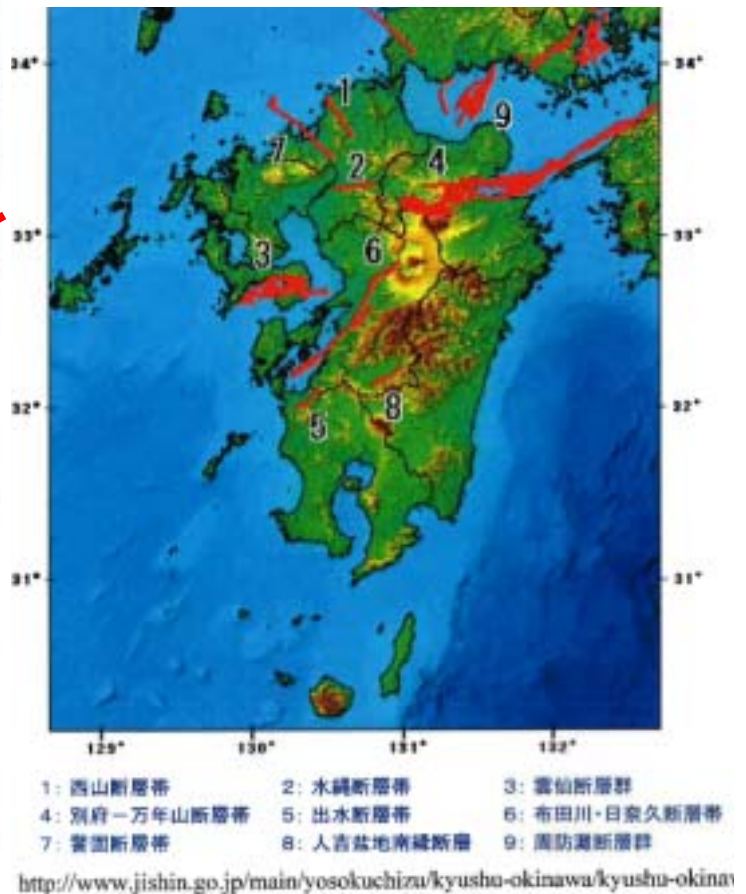 34° 34°
1
9
7 2 4
33° 33°
3 6
32° 32°
5 8
31° 31°
129° 130° 131° 132°
1: 西山断層帯 2: 水縄断層帯 3: 雲仙断層群
4: 別府－万年山断層帯 5: 出水断層帯 6: 布田川・日奈久断層帯
7: 警固断層帯 8: 人吉盆地南縁断層 9: 周防灘断層群
http://www.jishin.go.jp/main/yosokuchizu/kyushu-okinawa/kyushu-okinaw